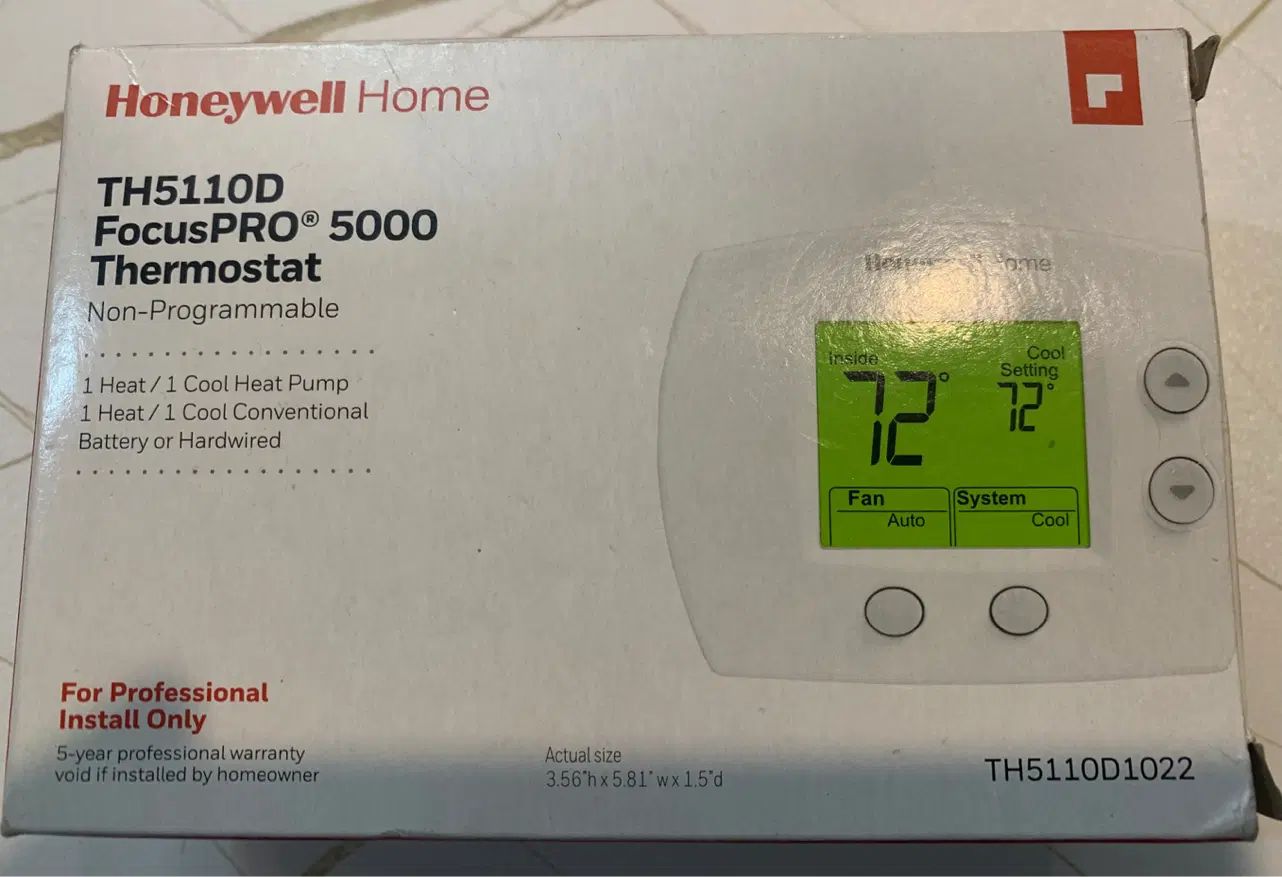 Honeywell Home
TH5110D
FocusPRO® 5000
Thermostat
Non-Programmable
1 Heat / 1 Cool Heat Pump
1 Heat / 1 Cool Conventional
Battery or Hardwired
Honeywell Home
Inside
72°
Cool
Setting
72°
Fan
Auto
System
Cool
For Professional
Install Only
5-year professional warranty
void if installed by homeowner
Actual size
3.56"h x 5.81" w x 1.5"d
TH5110D1022